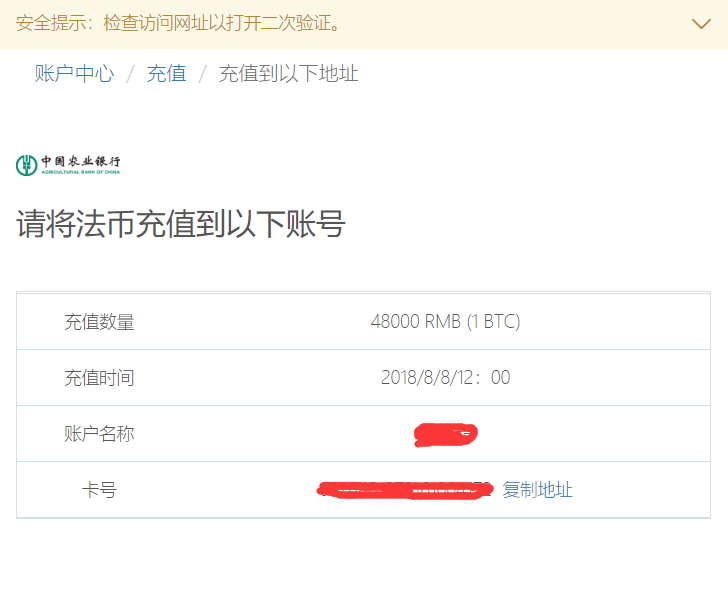 安全提示：检查访问网址以打开二次验证。
账户中心 / 充值 / 充值到以下地址
中国农业银行
AGRICULTURAL BANK OF CHINA
请将法币充值到以下账号
充值数量 48000 RMB (1 BTC)
充值时间 2018/8/8/12：00
账户名称
卡号 复制地址